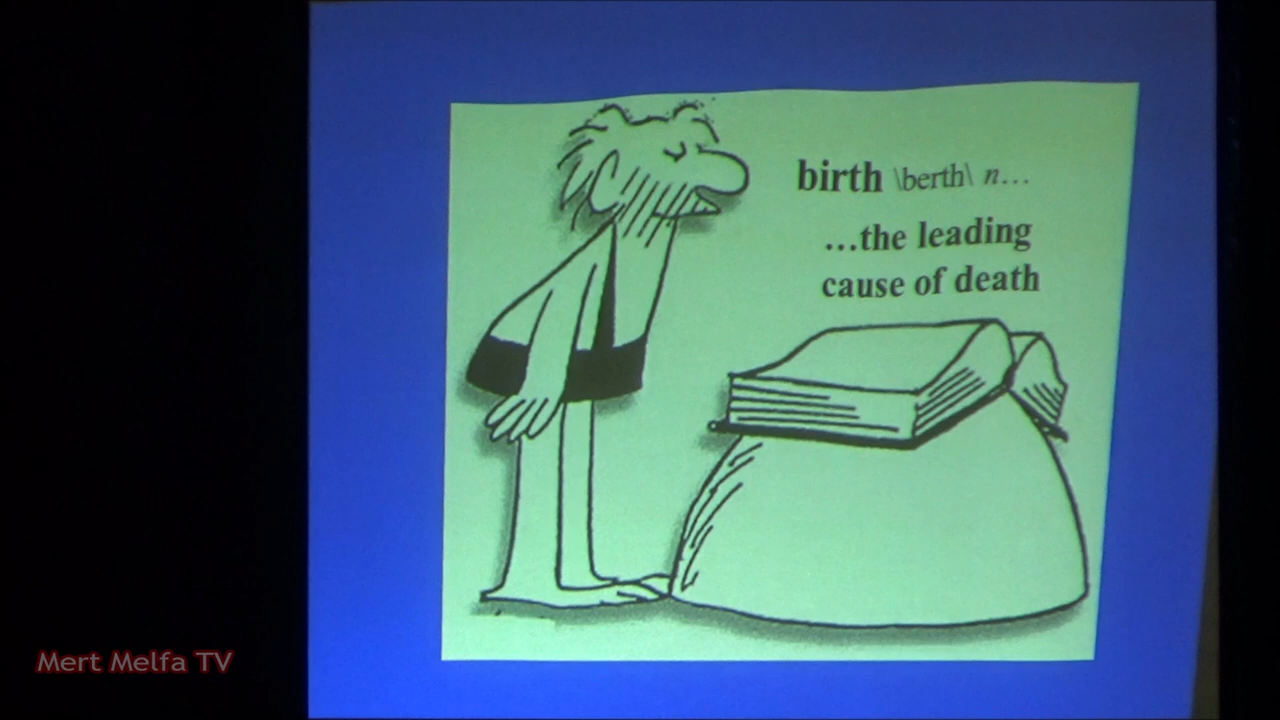 birth \berth\ n...
...the leading
cause of death
Mert Melfa TV